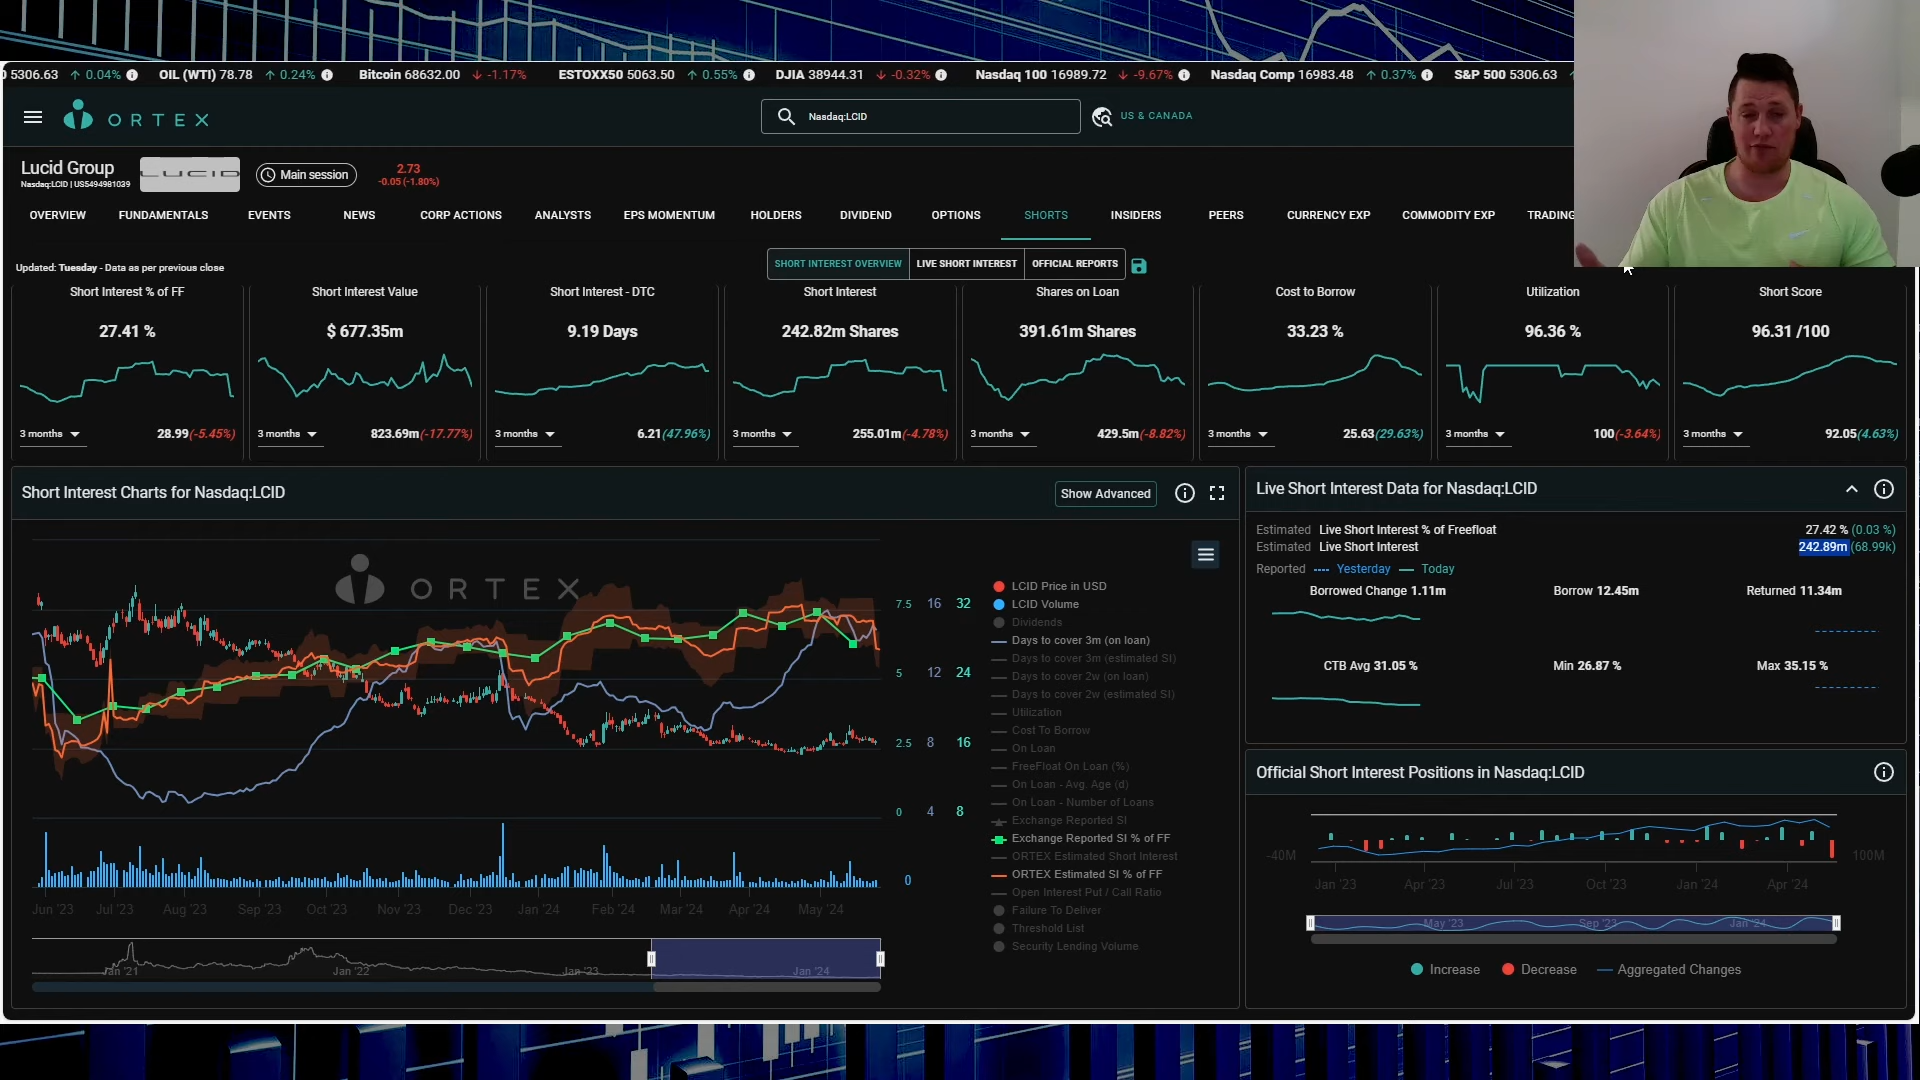 5306.63 ↑ 0.04% OIL (WTI) 78.78 ↑ 0.24% Bitcoin 68632.00 ↓ -1.17% ESTOXX50 5063.50 ↑ 0.55% DJIA 38944.31 ↓ -0.32% Nasdaq 100 16989.72 ↓ -9.67% Nasdaq Comp 16983.48 ↑ 0.37% S&P 500 5306.63
ORTEX Nasdaq:LCID US & CANADA
Lucid Group LUCID Main session 2.73
Nasdaq:LCID | US5494981039 -0.05 (-1.80%)
OVERVIEW FUNDAMENTALS EVENTS NEWS CORP ACTIONS ANALYSTS EPS MOMENTUM HOLDERS DIVIDEND OPTIONS SHORTS INSIDERS PEERS CURRENCY EXP COMMODITY EXP TRADING
Updated: Tuesday - Data as per previous close SHORT INTEREST OVERVIEW LIVE SHORT INTEREST OFFICIAL REPORTS
Short Interest % of FF Short Interest Value Short Interest - DTC Short Interest Shares on Loan Cost to Borrow Utilization Short Score
27.41 % $ 677.35m 9.19 Days 242.82m Shares 391.61m Shares 33.23 % 96.36 % 96.31 /100
3 months 28.99(-5.45%) 3 months 823.69m(-17.77%) 3 months 6.21(47.96%) 3 months 255.01m(-4.78%) 3 months 429.5m(-8.82%) 3 months 25.63(29.63%) 3 months 100(-3.64%) 3 months 92.05(4.63%)
Short Interest Charts for Nasdaq:LCID Show Advanced
ORTEX
7.5 16 32
5 12 24
2.5 8 16
0 4 8
0
Jun '23 Jul '23 Aug '23 Sep '23 Oct '23 Nov '23 Dec '23 Jan '24 Feb '24 Mar '24 Apr '24 May '24
Jan '21 Jan '22 Jan '23 Jan '24
LCID Price in USD
LCID Volume
Dividends
Days to cover 3m (on loan)
Days to cover 3m (estimated SI)
Days to cover 2w (on loan)
Days to cover 2w (estimated SI)
Utilization
Cost To Borrow
On Loan
FreeFloat On Loan (%)
On Loan - Avg. Age (d)
On Loan - Number of Loans
Exchange Reported SI
Exchange Reported SI % of FF
ORTEX Estimated Short Interest
ORTEX Estimated SI % of FF
Open Interest Put / Call Ratio
Failure To Deliver
Threshold List
Security Lending Volume
Live Short Interest Data for Nasdaq:LCID
Estimated Live Short Interest % of Freefloat 27.42 % (0.03 %)
Estimated Live Short Interest 242.89m (68.99k)
Reported Yesterday Today
Borrowed Change 1.11m Borrow 12.45m Returned 11.34m
CTB Avg 31.05 % Min 26.87 % Max 35.15 %
Official Short Interest Positions in Nasdaq:LCID
-40M 100M
Jan '23 Apr '23 Jul '23 Oct '23 Jan '24 Apr '24
May '23 Sep '23 Jan '24
Increase Decrease Aggregated Changes